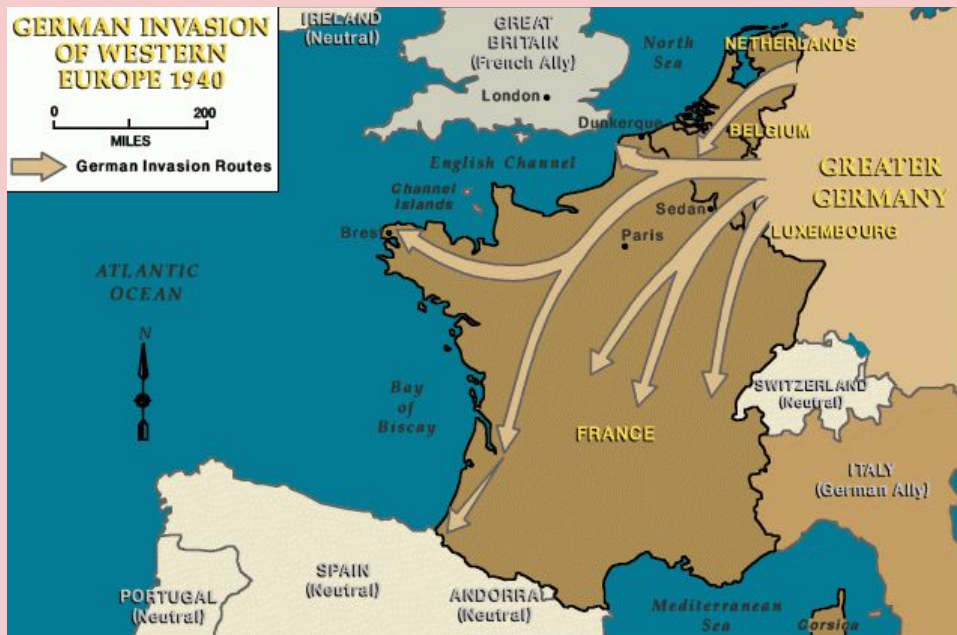 GERMAN INVASION
OF WESTERN
EUROPE 1940
0 200
MILES
German Invasion Routes
IRELAND
(Neutral)
GREAT
BRITAIN
(French Ally)
London
North
Sea
NETHERLANDS
Dunkerque
BELGIUM
English Channel
GREATER
GERMANY
Channel
Islands
Sedan
Brest
Paris
LUXEMBOURG
ATLANTIC
OCEAN
N
Bay
of
Biscay
SWITZERLAND
(Neutral)
FRANCE
ITALY
(German Ally)
SPAIN
(Neutral)
ANDORRA
(Neutral)
PORTUGAL
(Neutral)
Mediterranean
Sea
Corsica